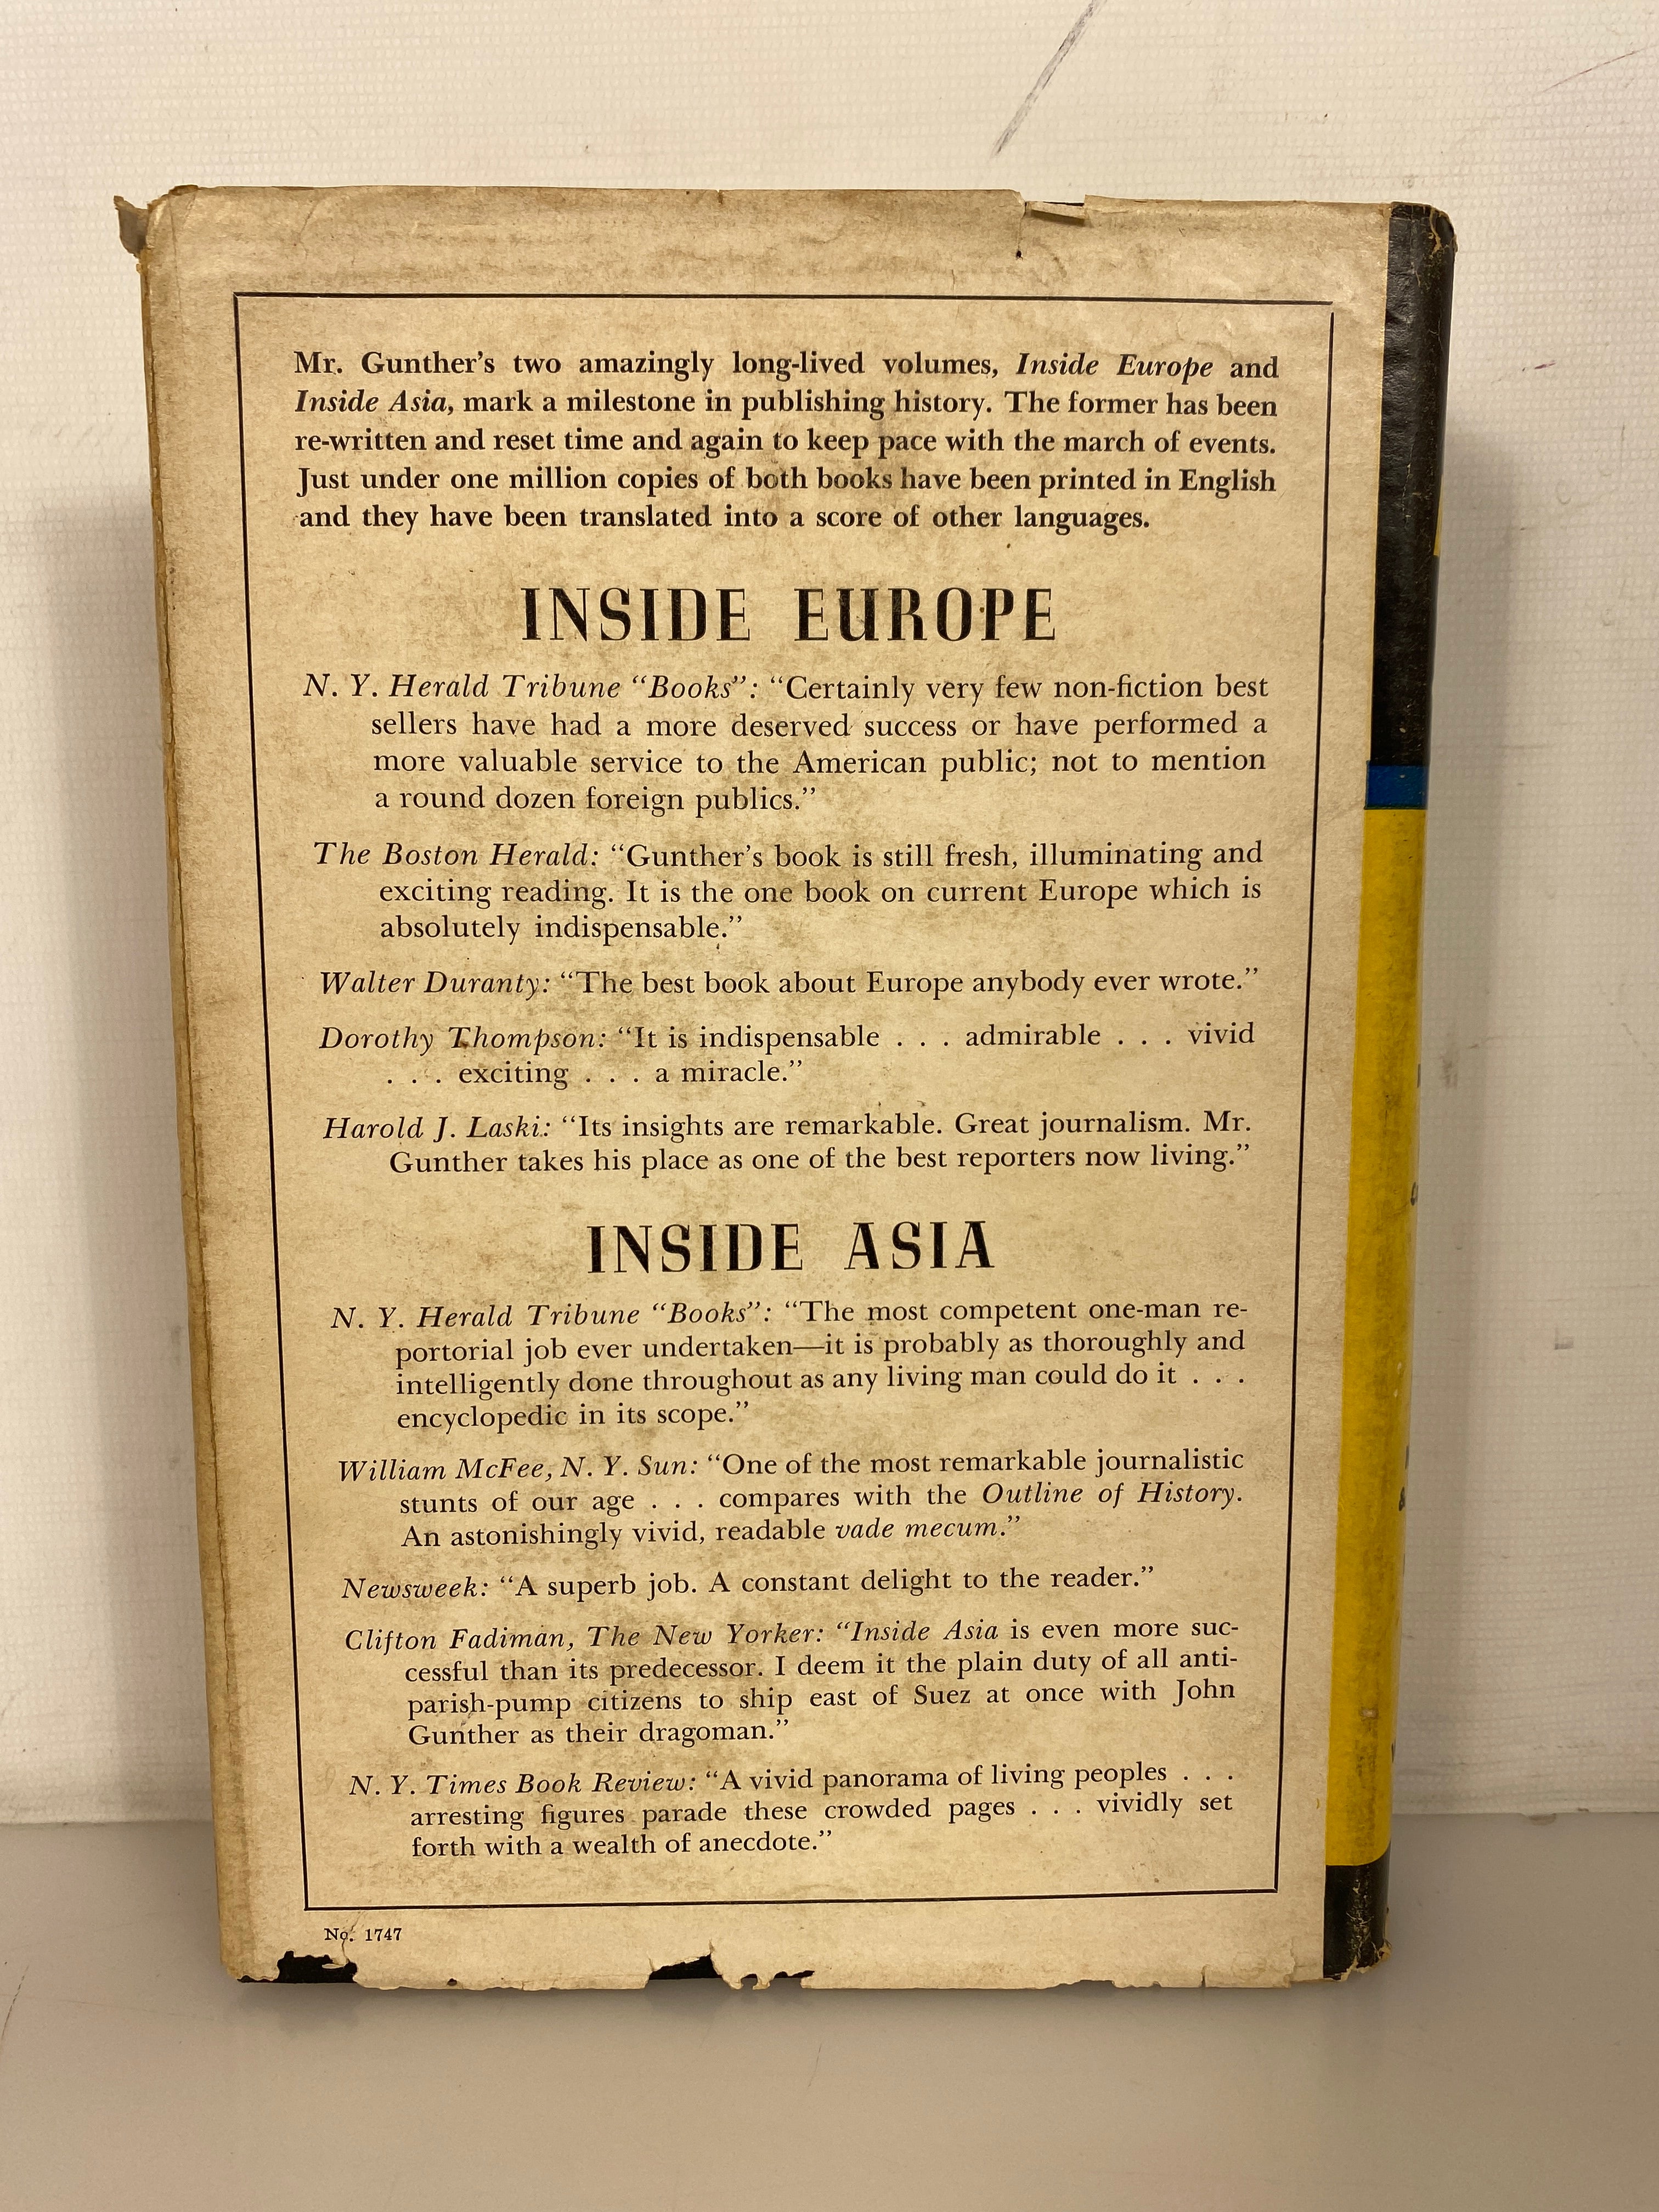 Mr. Gunther's two amazingly long-lived volumes, Inside Europe and
Inside Asia, mark a milestone in publishing history. The former has been
re-written and reset time and again to keep pace with the march of events.
Just under one million copies of both books have been printed in English
and they have been translated into a score of other languages.
INSIDE EUROPE
N. Y. Herald Tribune “Books”: “Certainly very few non-fiction best
sellers have had a more deserved success or have performed a
more valuable service to the American public; not to mention
a round dozen foreign publics.”
The Boston Herald: “Gunther's book is still fresh, illuminating and
exciting reading. It is the one book on current Europe which is
absolutely indispensable.”
Walter Duranty: “The best book about Europe anybody ever wrote.”
Dorothy Thompson: “It is indispensable . . . admirable . . . vivid
. . . exciting . . . a miracle.”
Harold J. Laski: “Its insights are remarkable. Great journalism. Mr.
Gunther takes his place as one of the best reporters now living.”
INSIDE ASIA
N. Y. Herald Tribune “Books”: “The most competent one-man re-
portorial job ever undertaken—it is probably as thoroughly and
intelligently done throughout as any living man could do it . . .
encyclopedic in its scope.”
William McFee, N. Y. Sun: “One of the most remarkable journalistic
stunts of our age . . . compares with the Outline of History.
An astonishingly vivid, readable vade mecum.”
Newsweek: “A superb job. A constant delight to the reader.”
Clifton Fadiman, The New Yorker: “Inside Asia is even more suc-
cessful than its predecessor. I deem it the plain duty of all anti-
parish-pump citizens to ship east of Suez at once with John
Gunther as their dragoman.”
N. Y. Times Book Review: “A vivid panorama of living peoples . . .
arresting figures parade these crowded pages . . . vividly set
forth with a wealth of anecdote.”
No. 1747